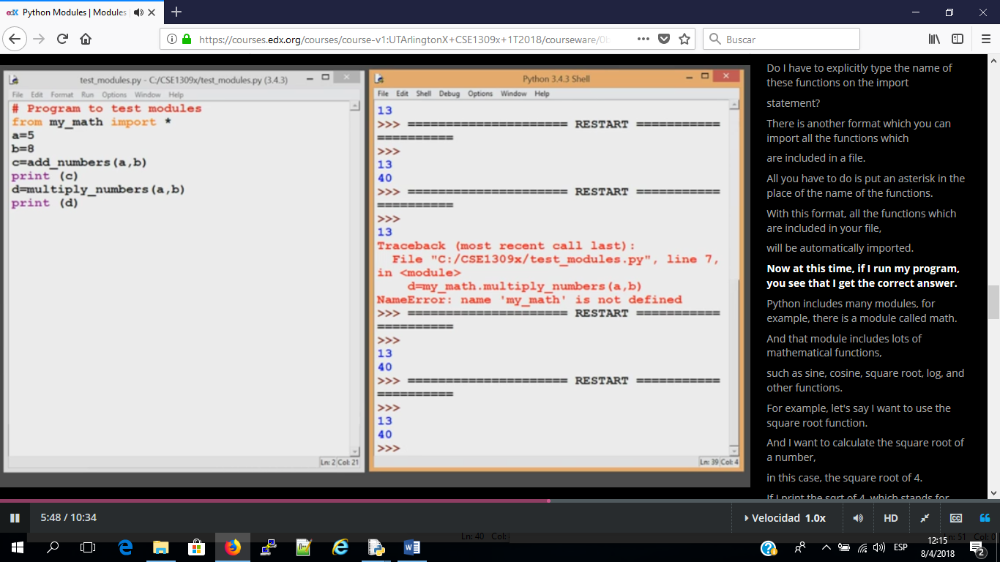 edX Python Modules | Modules
https://courses.edx.org/courses/course-v1:UTArlingtonX+CSE1309x+1T2018/courseware/0
Buscar
test_modules.py - C:/CSE1309x/test_modules.py (3.4.3)
File Edit Format Run Options Window Help
# Program to test modules
from my_math import *
a=5
b=8
c=add_numbers(a,b)
print (c)
d=multiply_numbers(a,b)
print (d)
Ln: 2 Col: 21
Python 3.4.3 Shell
File Edit Shell Debug Options Window Help
13
>>> ===================== RESTART ===========
==========
>>>
13
40
>>> ===================== RESTART ===========
==========
>>>
13
Traceback (most recent call last):
File "C:/CSE1309x/test_modules.py", line 7,
in <module>
d=my_math.multiply_numbers(a,b)
NameError: name 'my_math' is not defined
>>> ===================== RESTART ===========
==========
>>>
13
40
>>> ===================== RESTART ===========
==========
>>>
13
40
>>>
Ln: 39 Col: 4
Do I have to explicitly type the name of
these functions on the import
statement?
There is another format which you can
import all the functions which
are included in a file.
All you have to do is put an asterisk in the
place of the name of the functions.
With this format, all the functions which
are included in your file,
will be automatically imported.
Now at this time, if I run my program,
you see that I get the correct answer.
Python includes many modules, for
example, there is a module called math.
And that module includes lots of
mathematical functions,
such as sine, cosine, square root, log, and
other functions.
For example, let's say I want to use the
square root function.
And I want to calculate the square root of
a number,
in this case, the square root of 4.
If I print the sqrt of 4, which stands for
5:48 / 10:34
Velocidad 1.0x
HD
CC
Ln: 40 Col:
51 Col: 0
ESP
12:15
8/4/2018
2